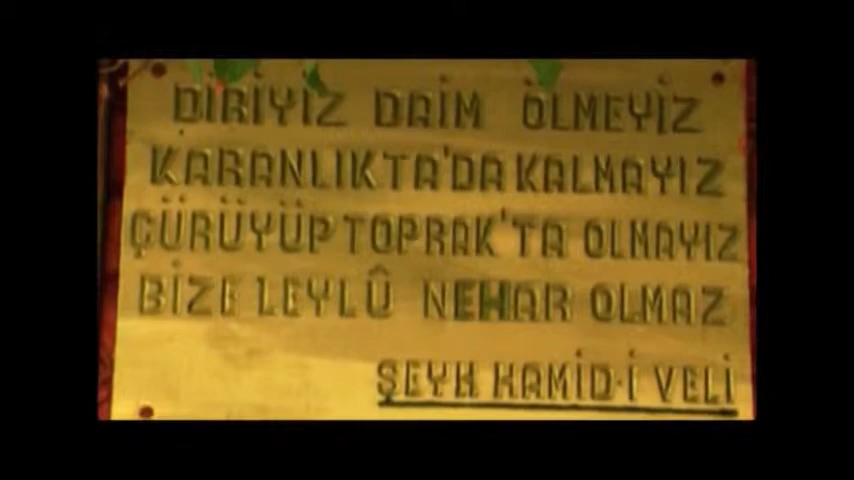 DİRİYİZ DAİM ÖLMEYİZ
KARANLIKTA'DA KALMAYIZ
ÇÜRÜYÜP TOPRAK'TA OLMAYIZ
BİZE LEYLÛ NEHAR OLMAZ
ŞEYH HAMİD-İ VELİ